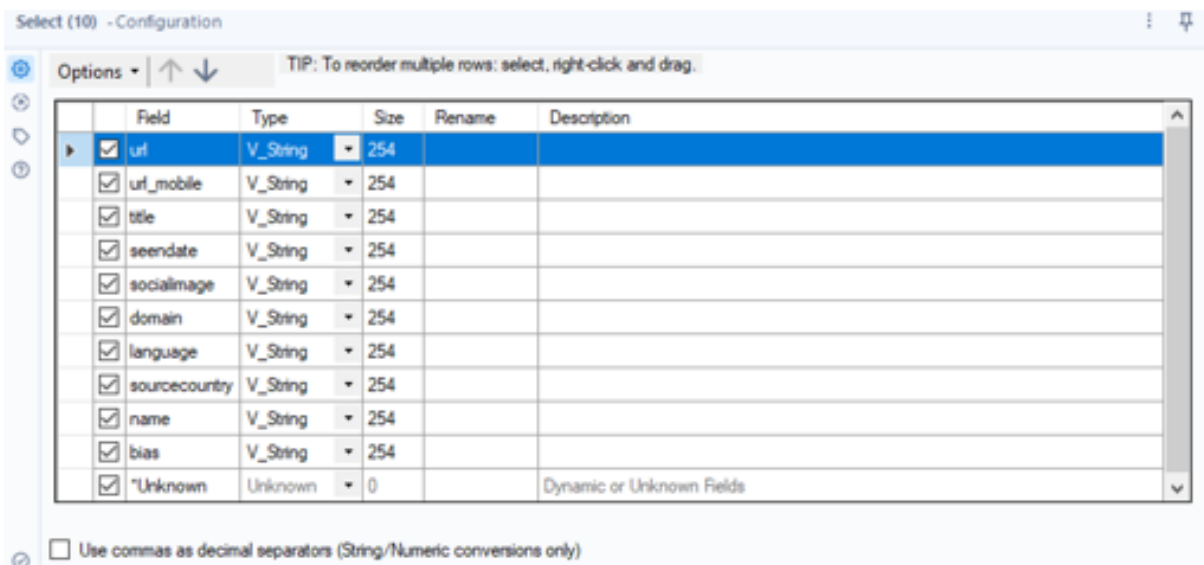 Select (10) - Configuration
Options TIP: To reorder multiple rows: select, right-click and drag.
Field Type Size Rename Description
url V_String 254
url_mobile V_String 254
title V_String 254
seendate V_String 254
socialimage V_String 254
domain V_String 254
language V_String 254
sourcecountry V_String 254
name V_String 254
bias V_String 254
*Unknown Unknown 0 Dynamic or Unknown Fields
Use commas as decimal separators (String/Numeric conversions only)